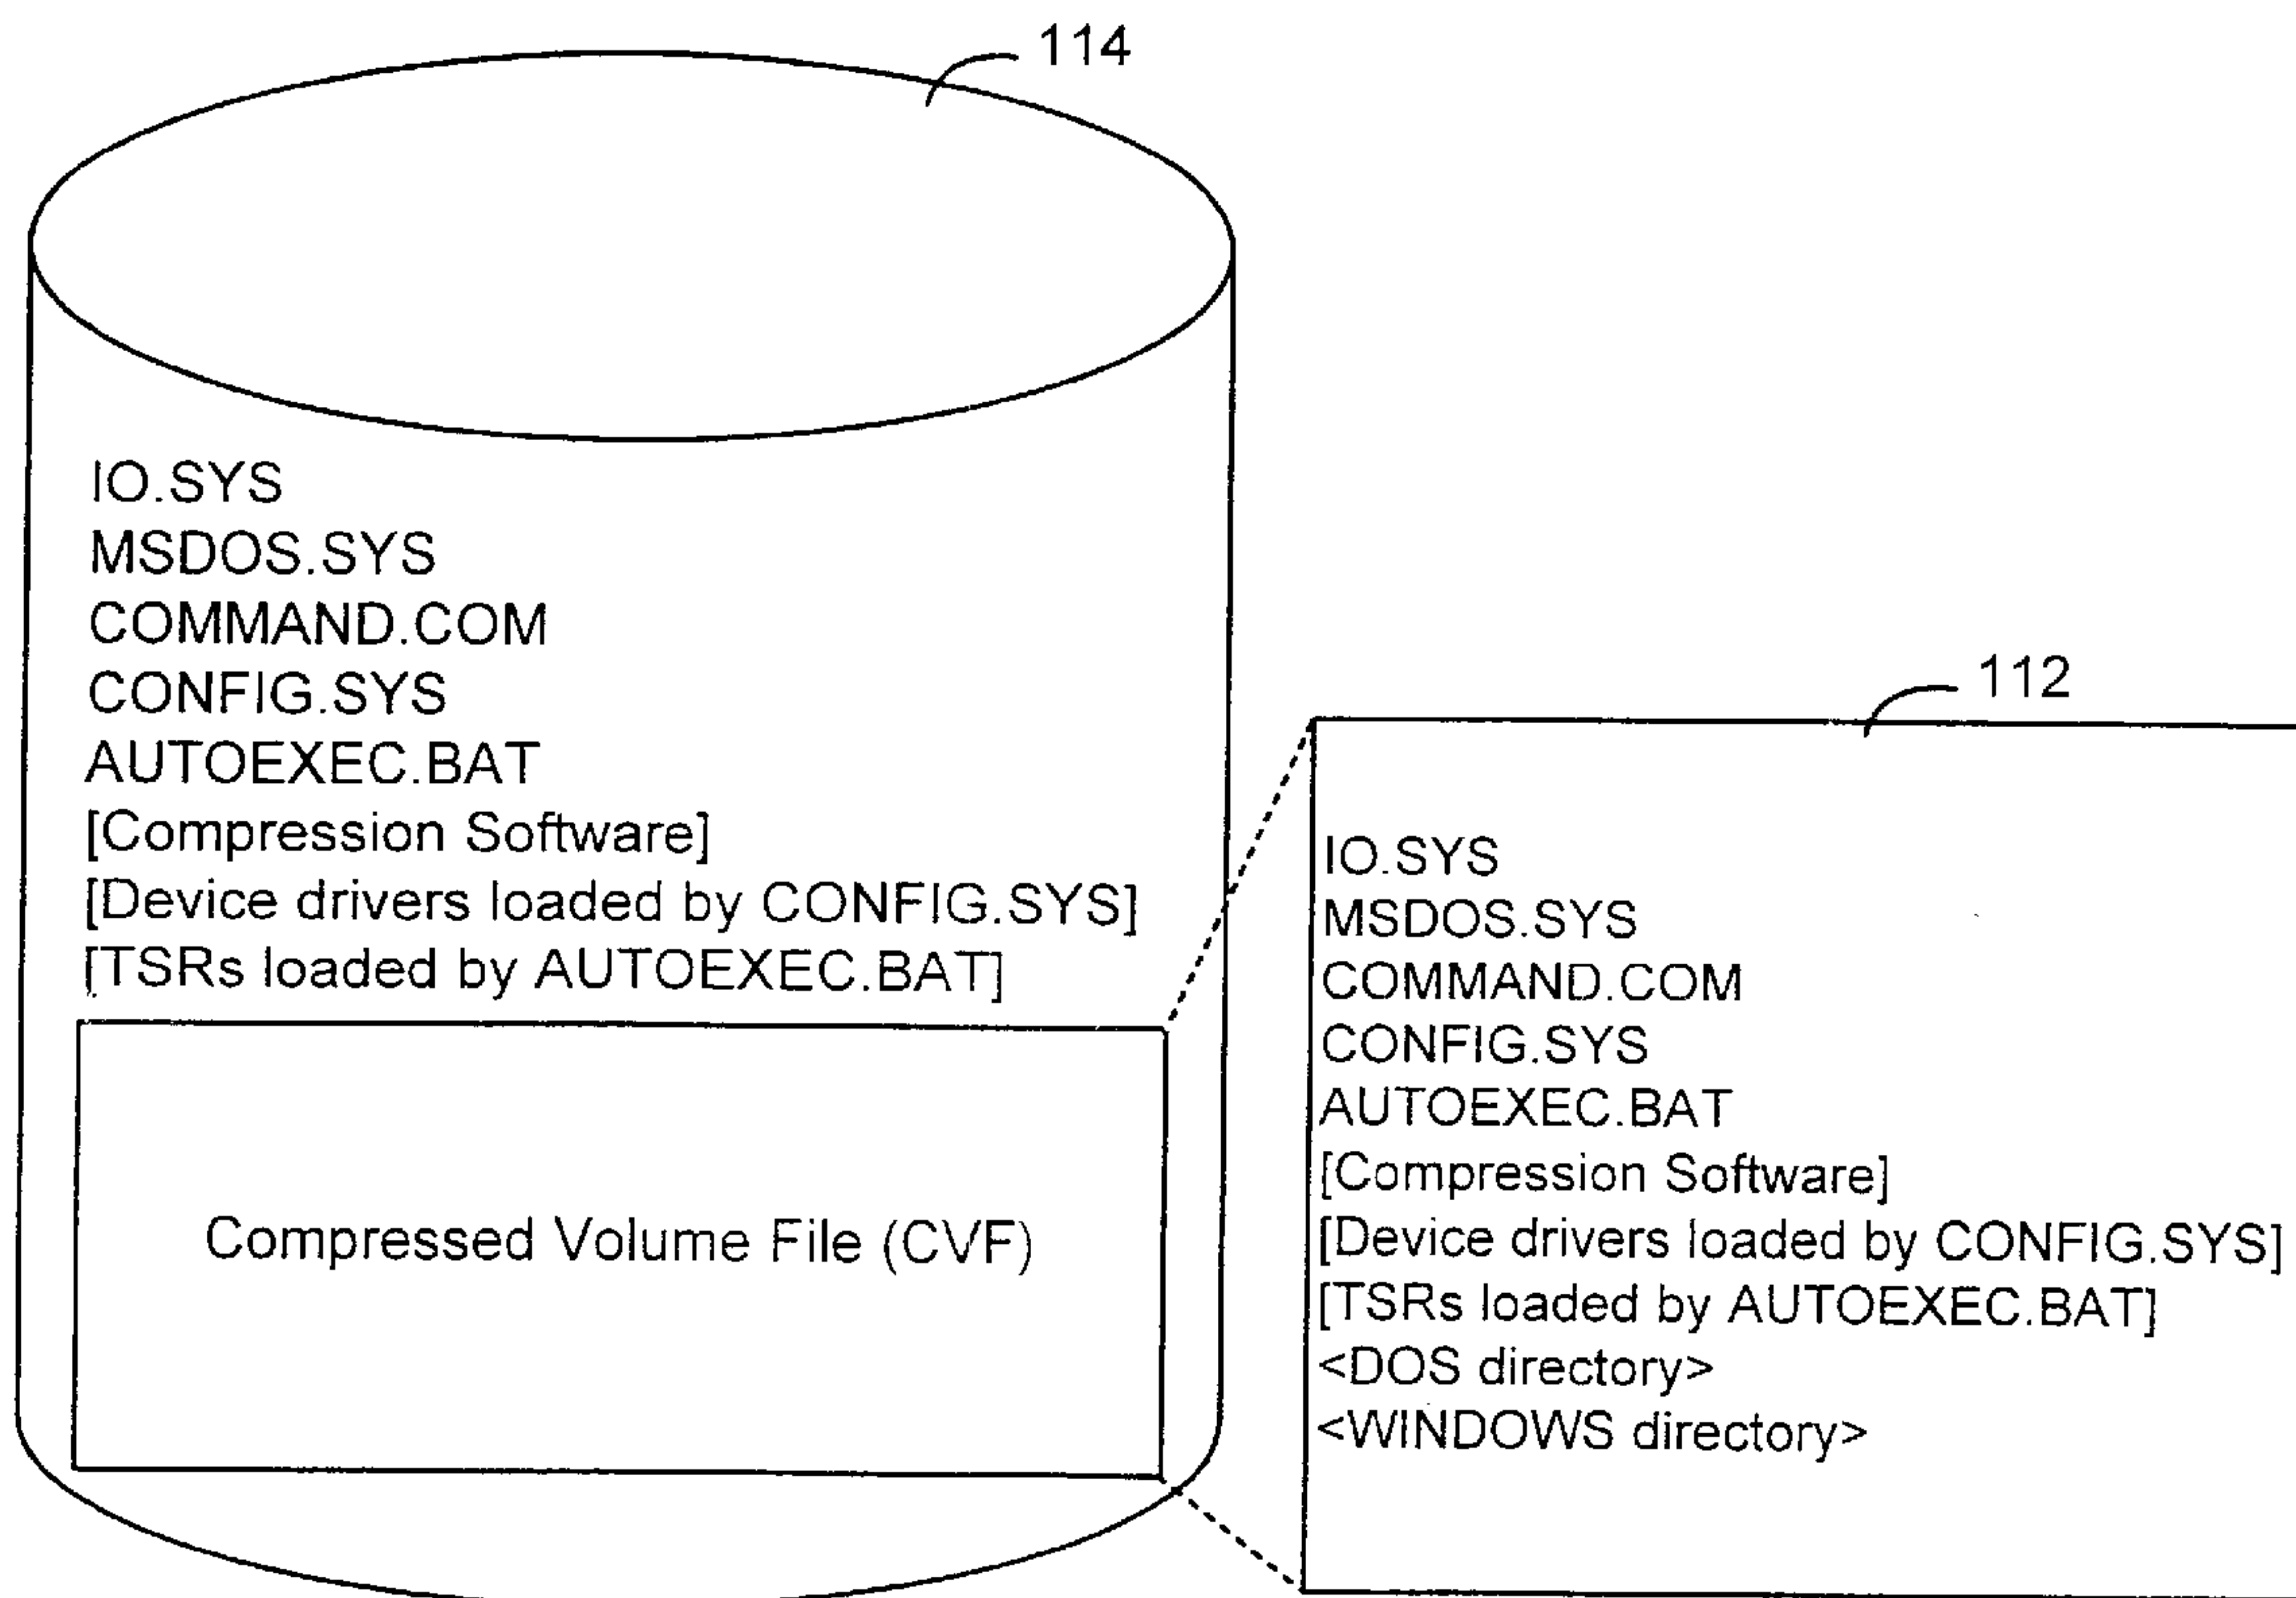 114
IO.SYS
MSDOS.SYS
COMMAND.COM
CONFIG.SYS
AUTOEXEC.BAT
[Compression Software]
[Device drivers loaded by CONFIG.SYS]
[TSRs loaded by AUTOEXEC.BAT]
Compressed Volume File (CVF)
112
IO.SYS
MSDOS.SYS
COMMAND.COM
CONFIG.SYS
AUTOEXEC.BAT
[Compression Software]
[Device drivers loaded by CONFIG.SYS]
[TSRs loaded by AUTOEXEC.BAT]
<DOS directory>
<WINDOWS directory>